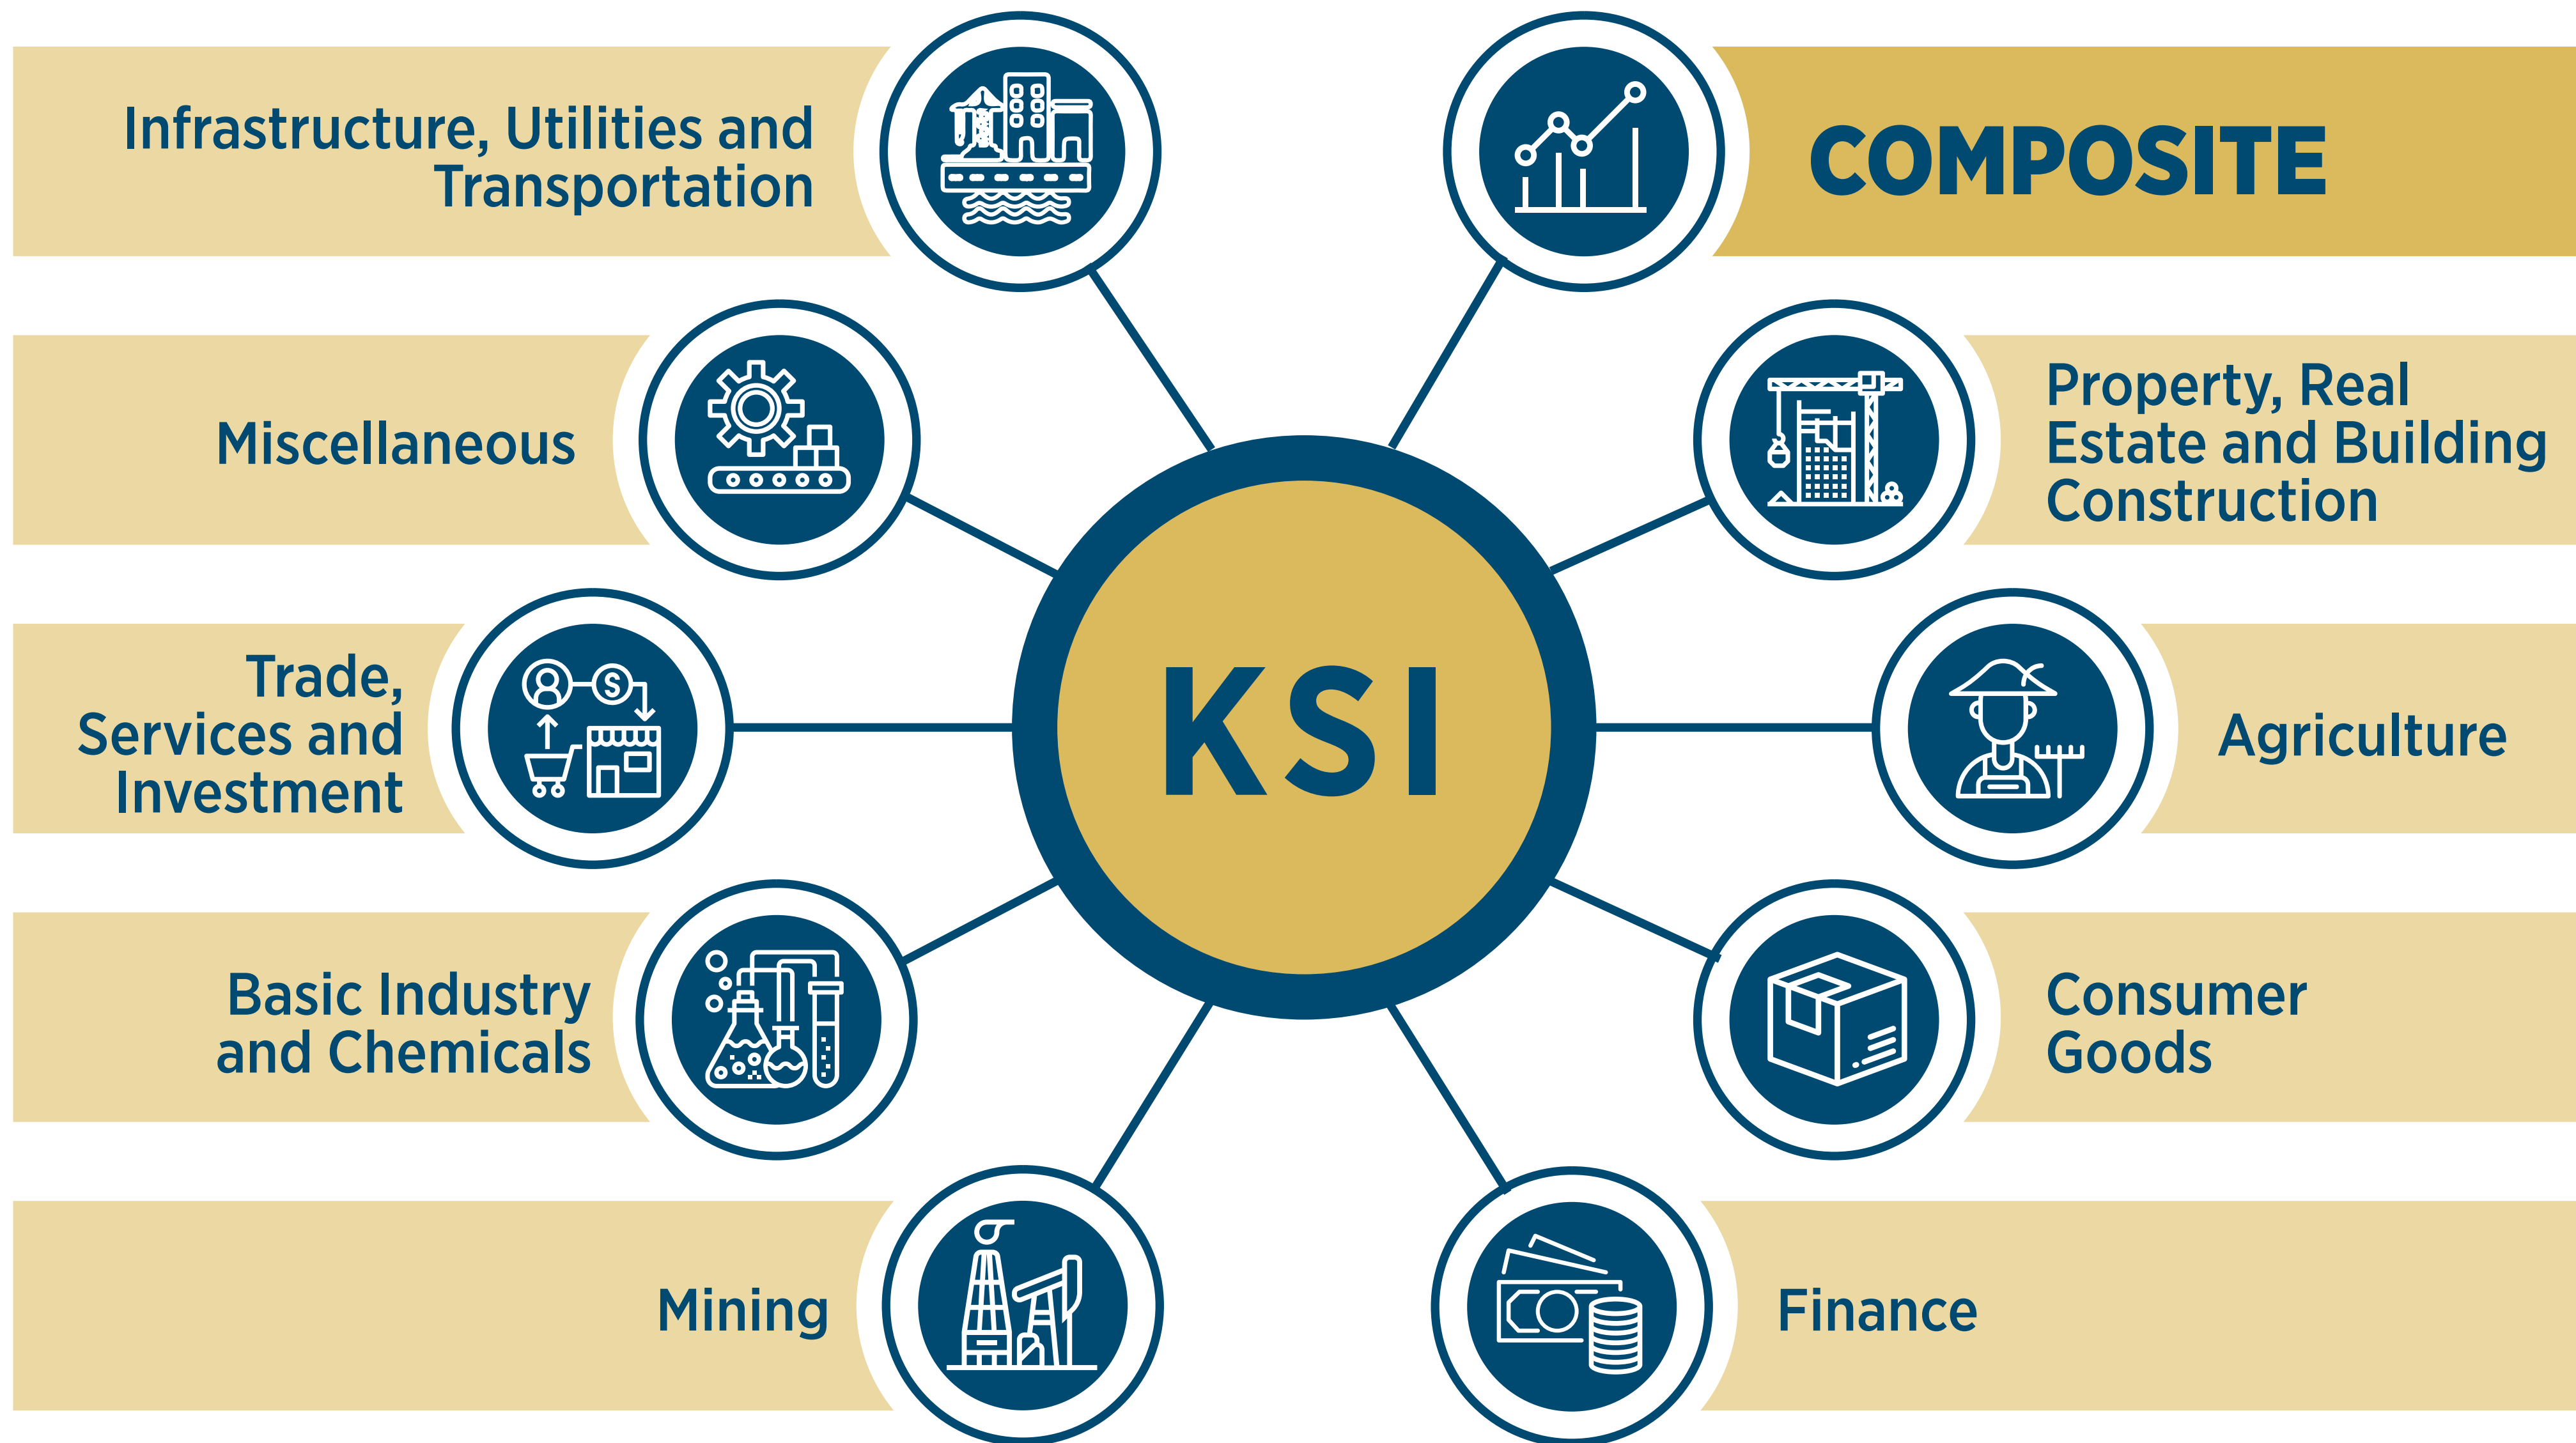 Infrastructure, Utilities and
Transportation
COMPOSITE
Miscellaneous
Property, Real
Estate and Building
Construction
Trade,
Services and
Investment
KSI
Agriculture
Basic Industry
and Chemicals
Consumer
Goods
Mining
Finance